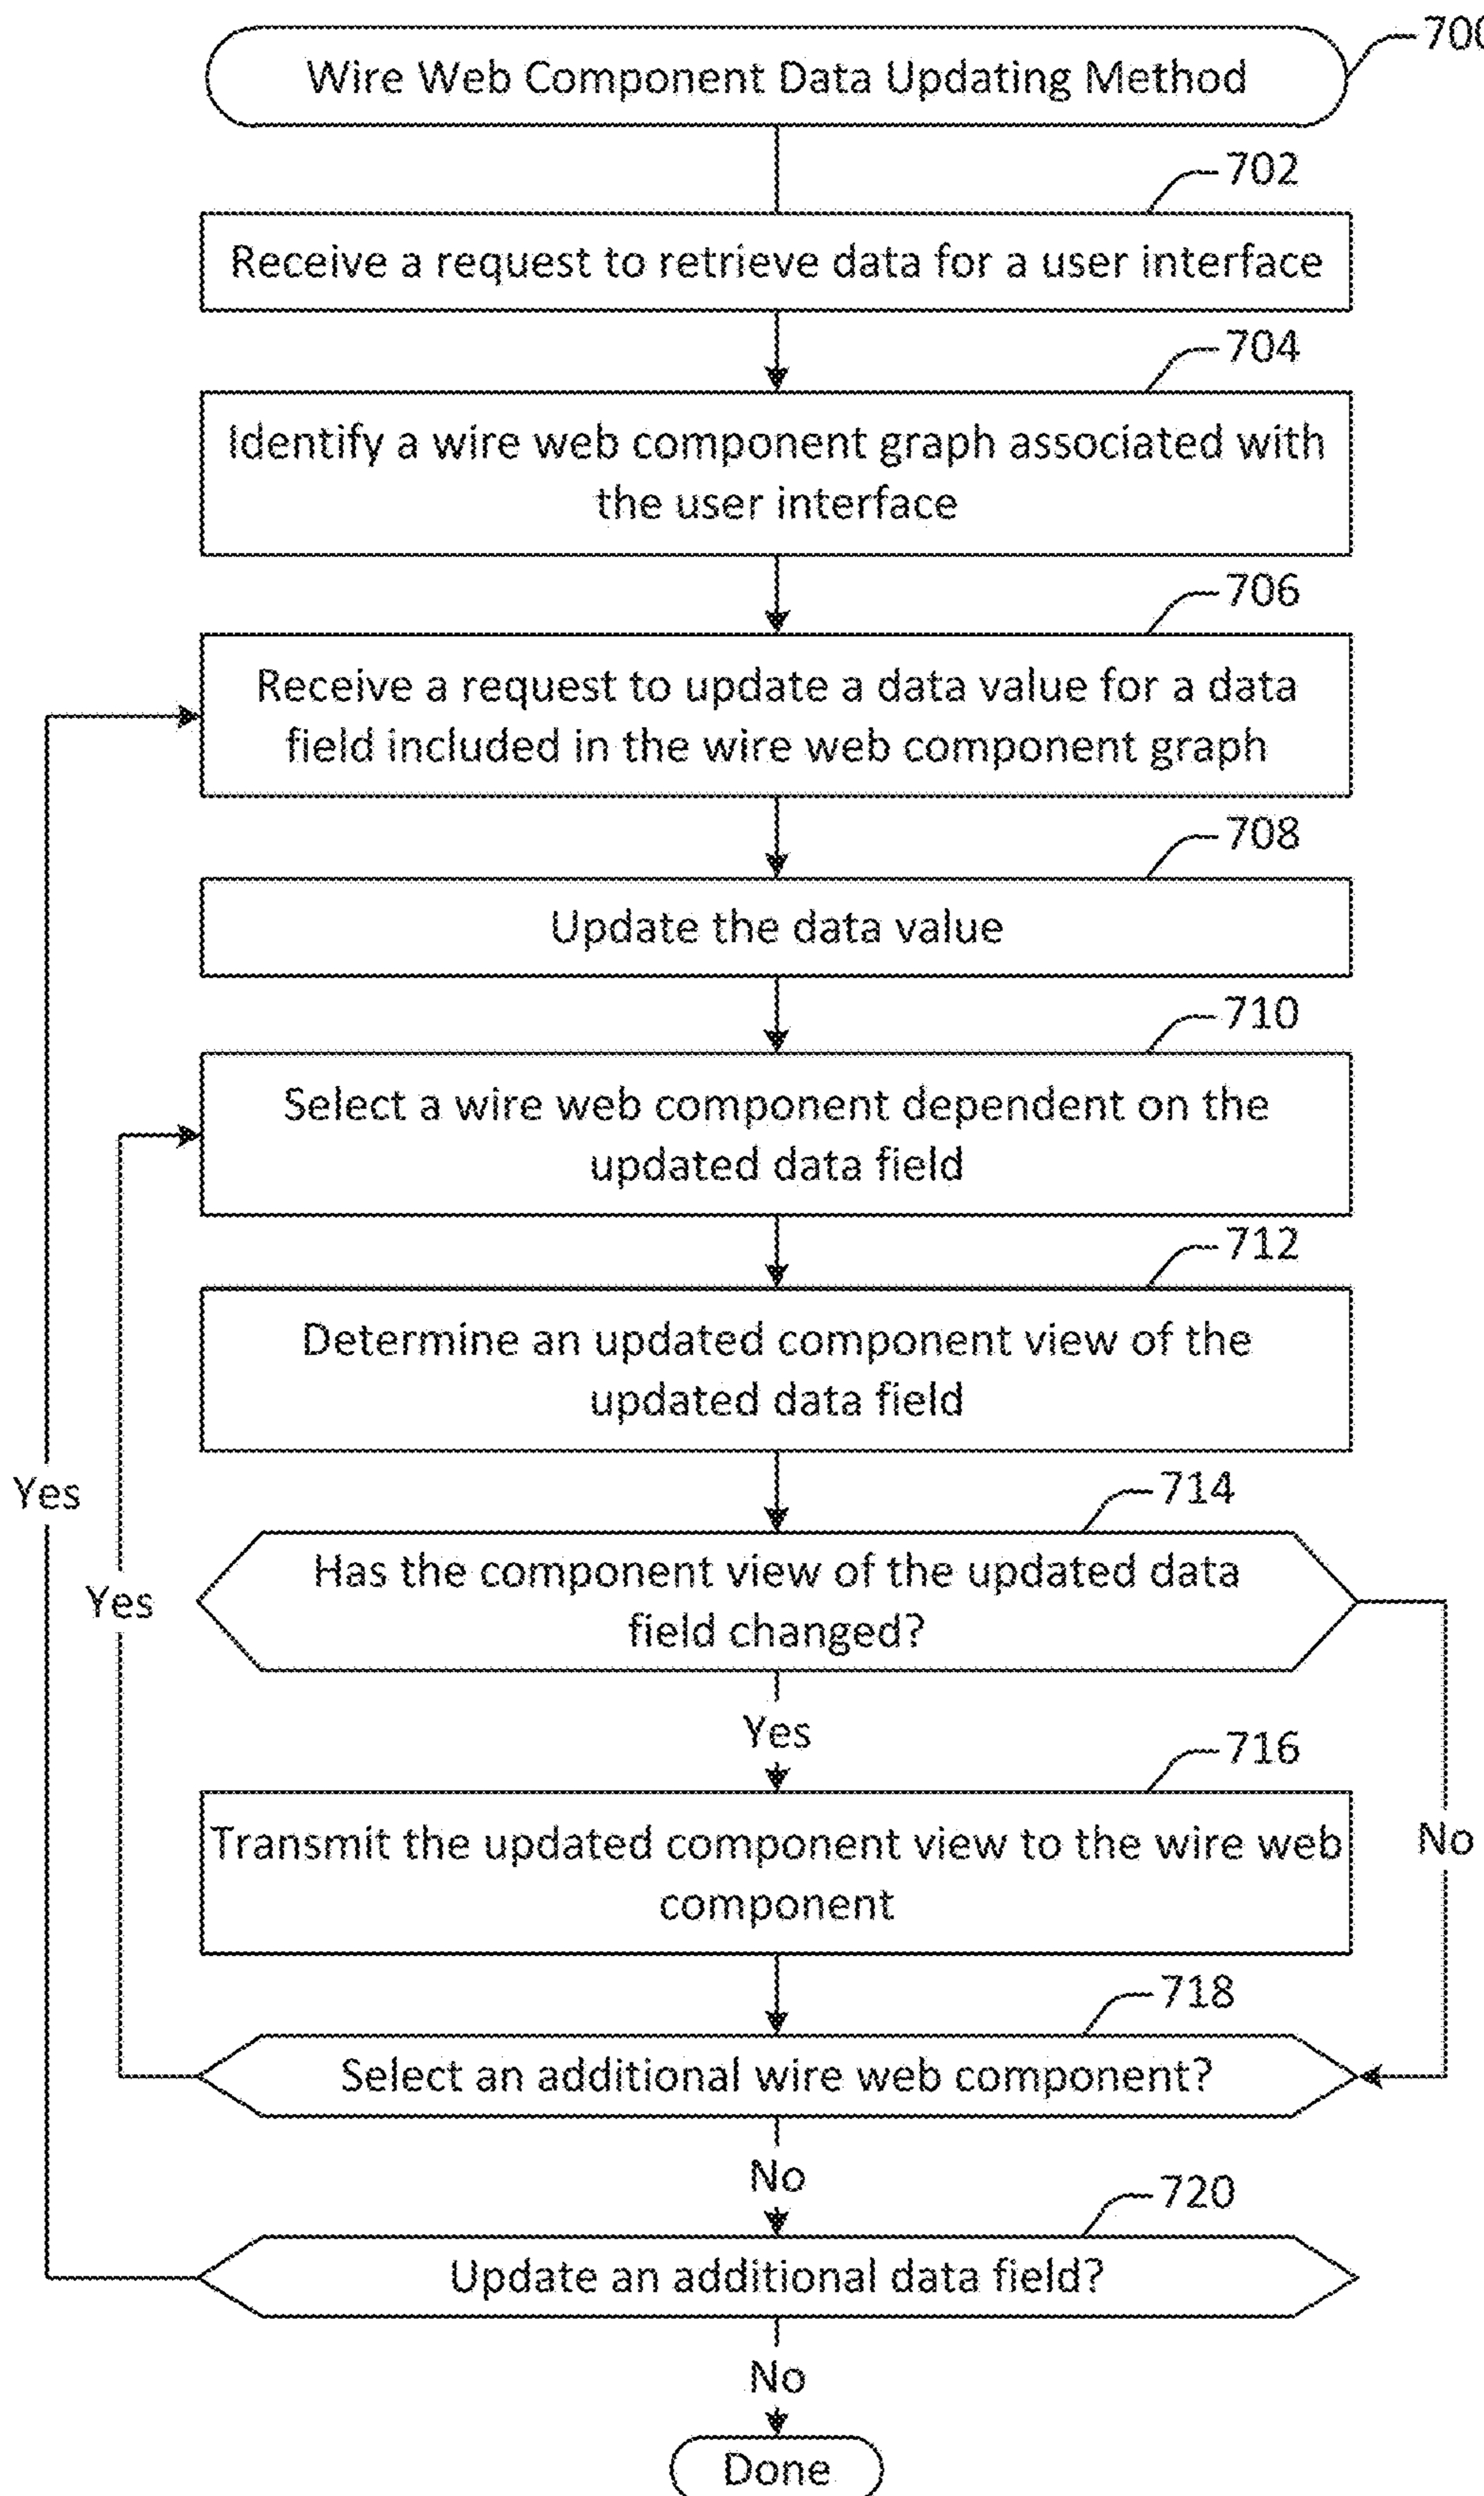 700
Wire Web Component Data Updating Method
702
Receive a request to retrieve data for a user interface
704
Identify a wire web component graph associated with
the user interface
706
Receive a request to update a data value for a data
field included in the wire web component graph
708
Update the data value
710
Select a wire web component dependent on the
updated data field
712
Determine an updated component view of the
updated data field
Yes
714
Has the component view of the updated data
field changed?
Yes
Yes
716
Transmit the updated component view to the wire web
component
No
718
Select an additional wire web component?
No
720
Update an additional data field?
No
Done